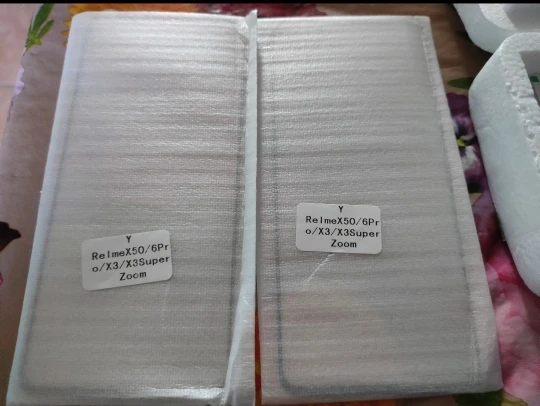 Y
RelmeX50/6Pr
o/X3/X3Super
Zoom
Y
RelmeX50/6Pr
o/X3/X3Super
Zoom